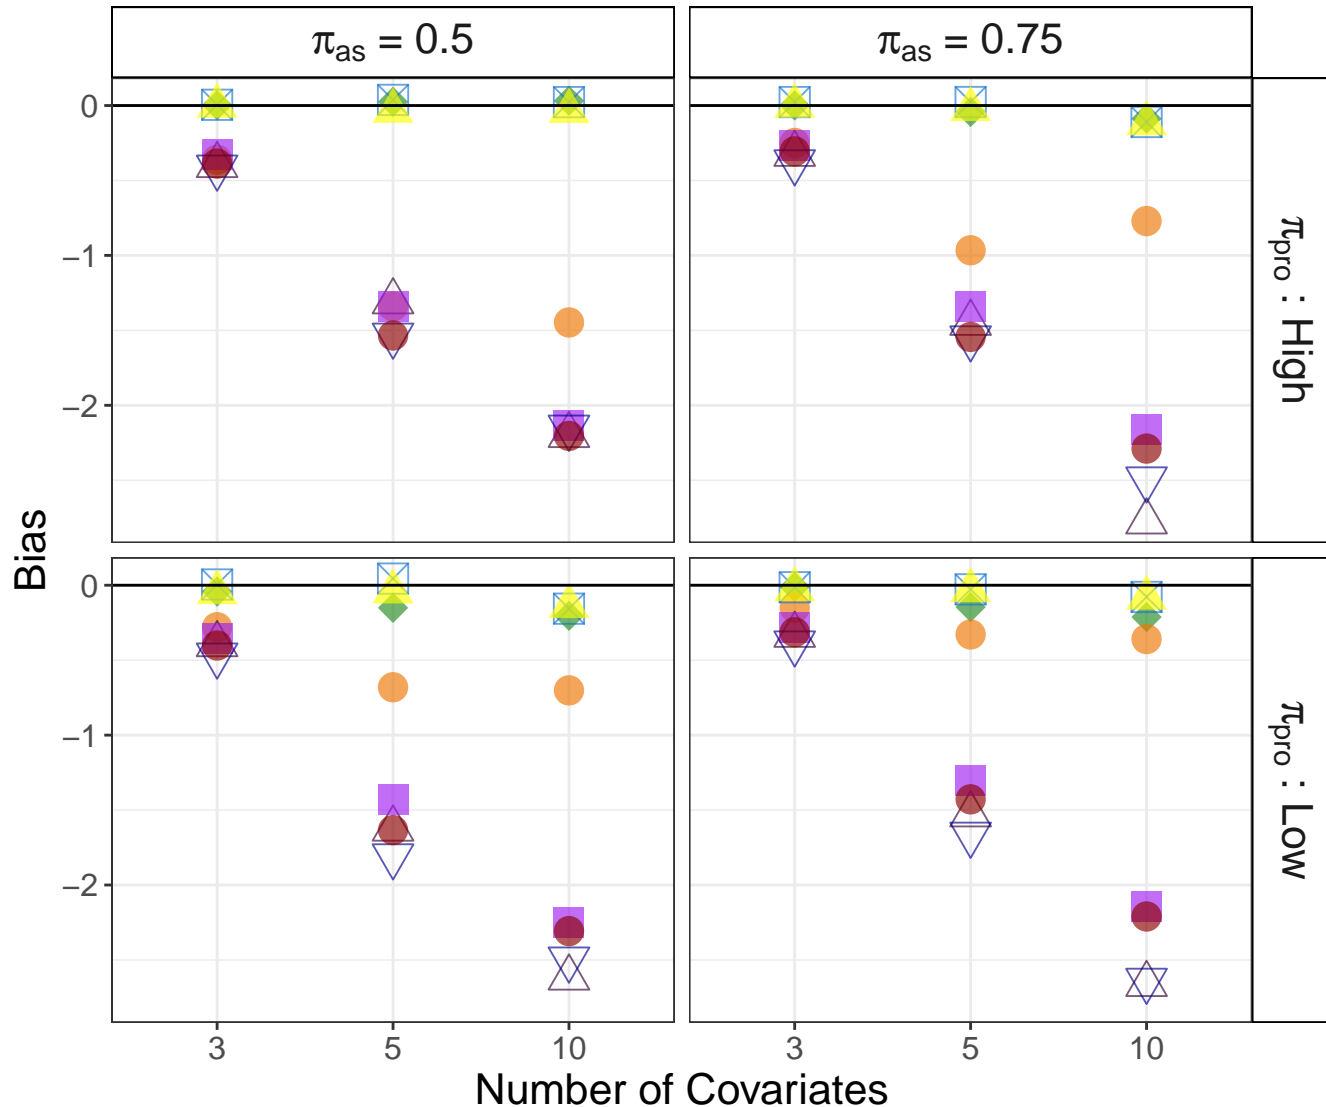 π_as = 0.5
π_as = 0.75
0
−1
−2
π_pro : High
Bias
0
−1
−2
π_pro : Low
3 5 10
3 5 10
Number of Covariates